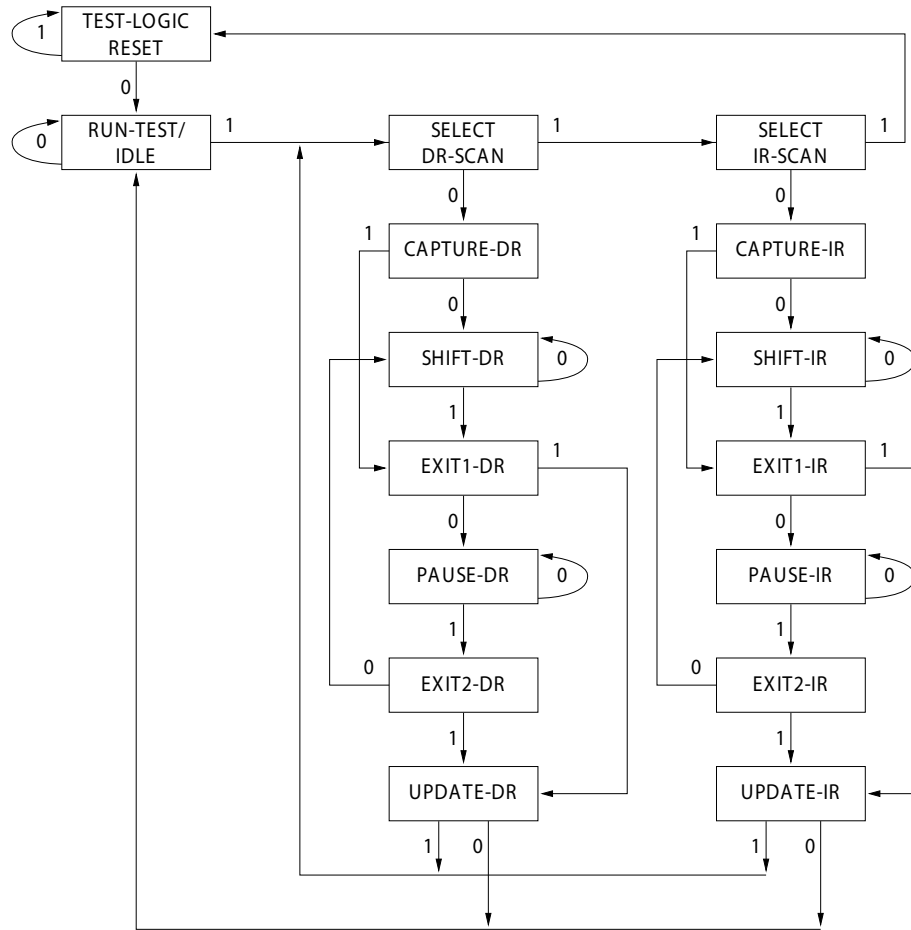 TEST-LOGIC
RESET
1
0
RUN-TEST/
IDLE
0
1
SELECT
DR-SCAN
1
SELECT
IR-SCAN
1
0
0
1
CAPTURE-DR
1
CAPTURE-IR
0
0
SHIFT-DR
0
SHIFT-IR
0
1
1
EXIT1-DR
1
EXIT1-IR
1
0
0
PAUSE-DR
0
PAUSE-IR
0
1
1
0
EXIT2-DR
0
EXIT2-IR
1
1
UPDATE-DR
UPDATE-IR
1
0
1
0